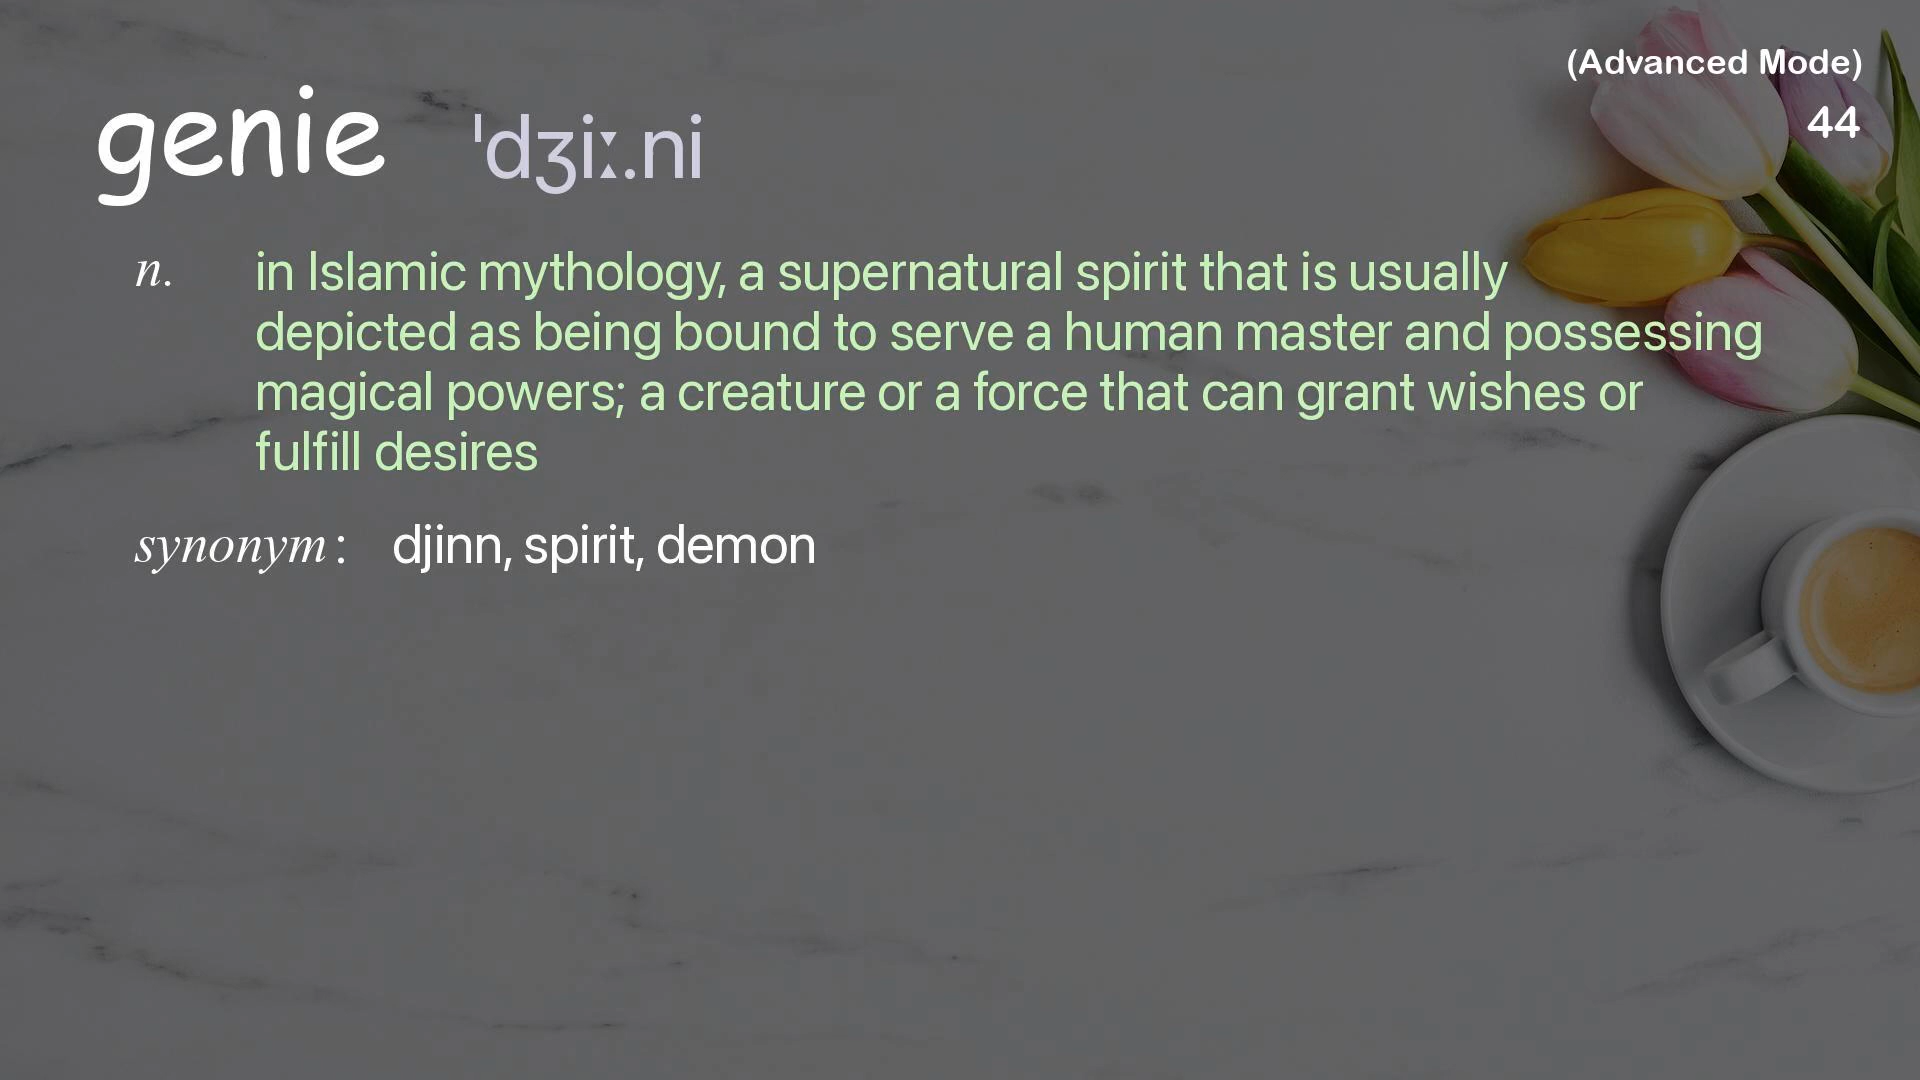 (Advanced Mode)
44
genie ˈdʒiː.ni
n. in Islamic mythology, a supernatural spirit that is usually
depicted as being bound to serve a human master and possessing
magical powers; a creature or a force that can grant wishes or
fulfill desires
synonym: djinn, spirit, demon